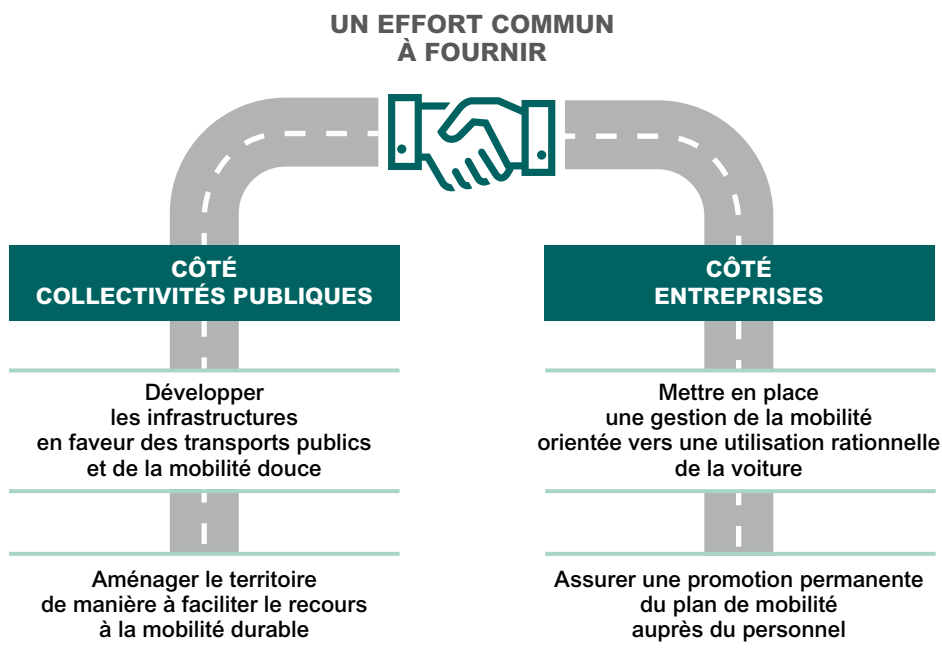 UN EFFORT COMMUN
À FOURNIR
CÔTÉ
COLLECTIVITÉS PUBLIQUES
Développer
les infrastructures
en faveur des transports publics
et de la mobilité douce
Aménager le territoire
de manière à faciliter le recours
à la mobilité durable
CÔTÉ
ENTREPRISES
Mettre en place
une gestion de la mobilité
orientée vers une utilisation rationnelle
de la voiture
Assurer une promotion permanente
du plan de mobilité
auprès du personnel